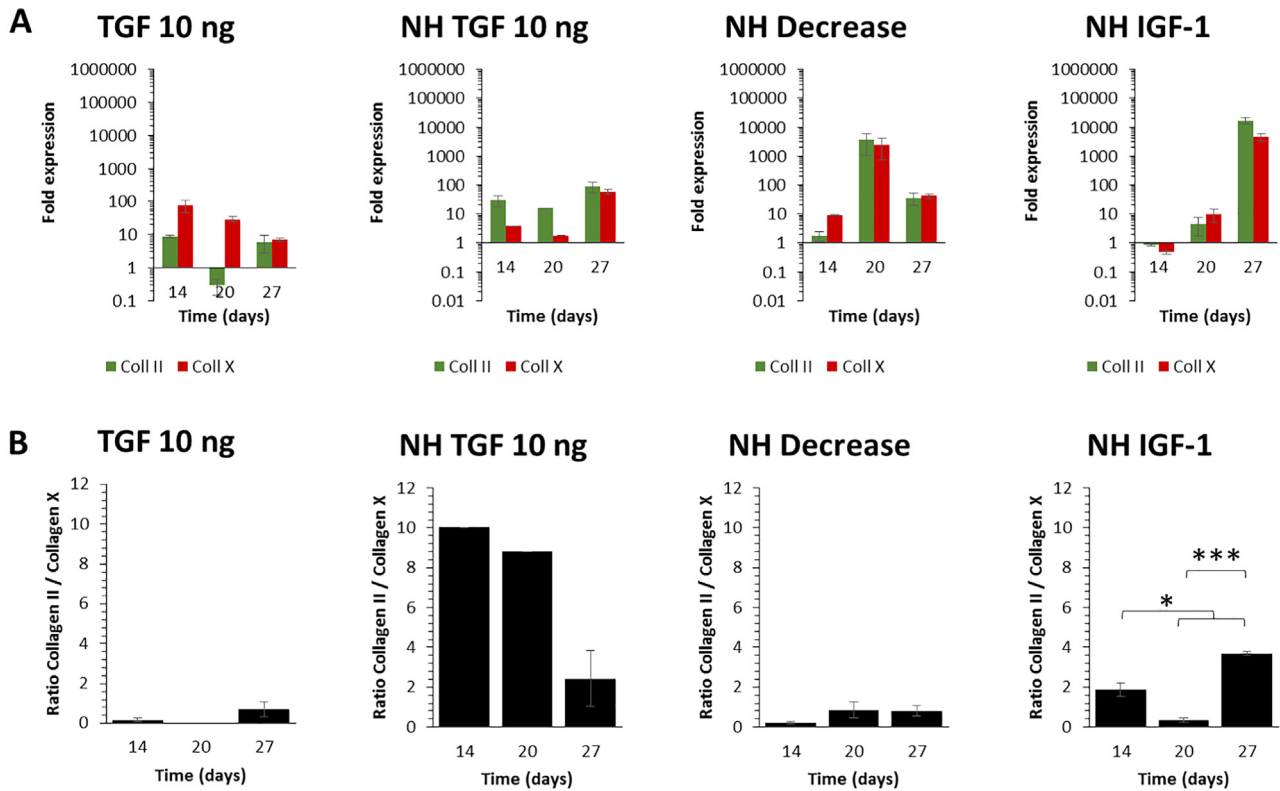 A
TGF 10 ng
NH TGF 10 ng
NH Decrease
NH IGF-1
Fold expression
1000000
100000
10000
1000
100
10
1
0.1
14 20 27
Time (days)
Coll II Coll X
Fold expression
1000000
100000
10000
1000
100
10
1
0.1
0.01
14 20 27
Time (days)
Coll II Coll X
Fold expression
1000000
100000
10000
1000
100
10
1
0.1
0.01
14 20 27
Time (days)
Coll II Coll X
Fold expression
1000000
100000
10000
1000
100
10
1
0.1
0.01
14 20 27
Time (days)
Coll II Coll X
B
TGF 10 ng
NH TGF 10 ng
NH Decrease
NH IGF-1
Ratio Collagen II / Collagen X
12
10
8
6
4
2
0
14 20 27
Time (days)
Ratio Collagen II / Collagen X
12
10
8
6
4
2
0
14 20 27
Time (days)
Ratio Collagen II / Collagen X
12
10
8
6
4
2
0
14 20 27
Time (days)
Ratio Collagen II / Collagen X
12
10
8
6
4
2
0
***
*
14 20 27
Time (days)